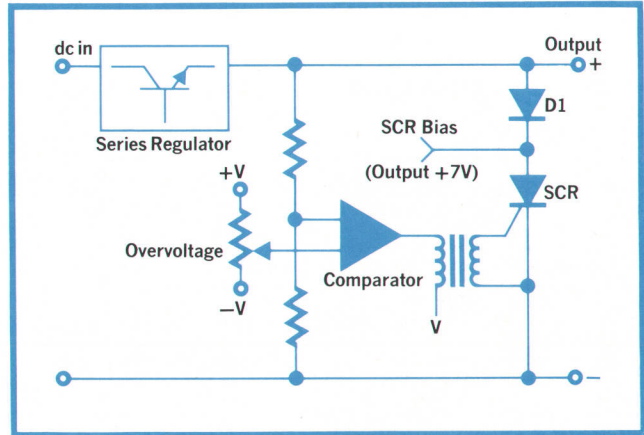 dc in
Output
+
D1
SCR Bias
(Output +7V)
Series Regulator
SCR
+V
Overvoltage
Comparator
—V
V
—